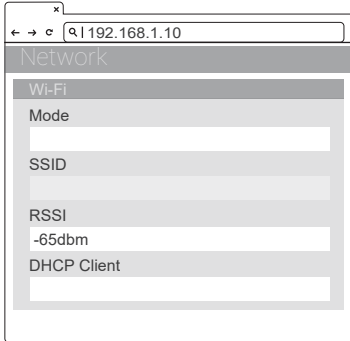 192.168.1.10
Network
Wi-Fi
Mode
SSID
RSSI
-65dbm
DHCP Client